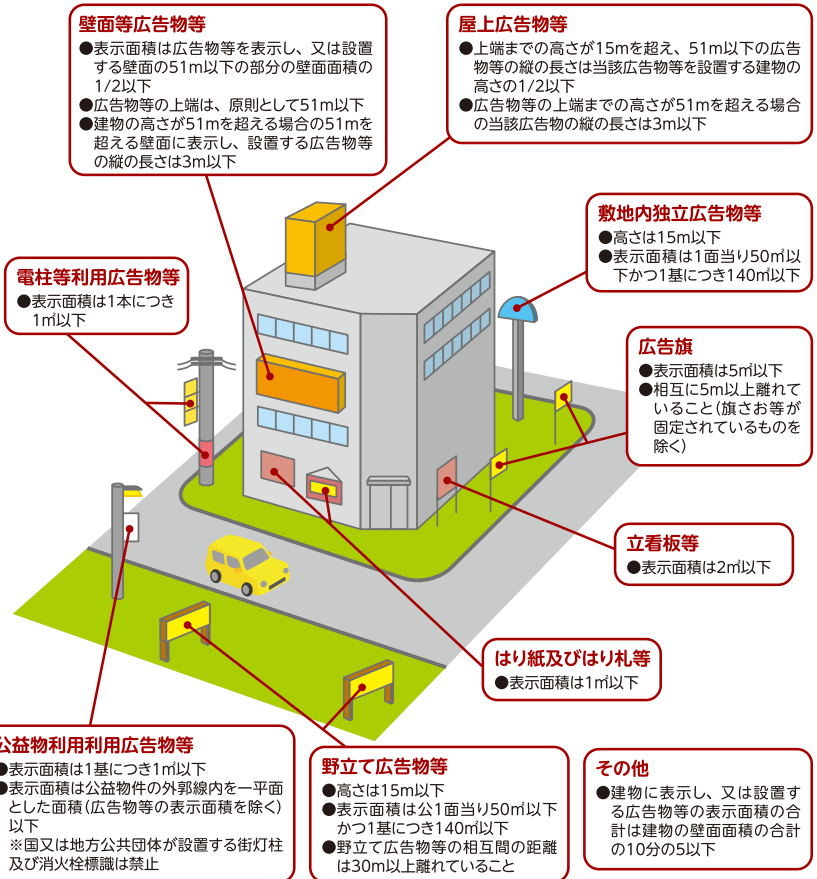 壁面等広告物等
●表示面積は広告物等を表示し、又は設置
する壁面の51m以下の部分の壁面面積の
1/2以下
●広告物等の上端は、原則として51m以下
●建物の高さが51mを超える場合の51mを
超える壁面に表示し、設置する広告物等
の縦の長さは3m以下
屋上広告物等
●上端までの高さが15mを超え、51m以下の広告
物等の縦の長さは当該広告物等を設置する建物の
高さの1/2以下
●広告物等の上端までの高さが51mを超える場合
の当該広告物の縦の長さは3m以下
敷地内独立広告物等
●高さは15m以下
●表示面積は1面当り50㎡以
下かつ1基につき140㎡以下
電柱等利用広告物等
●表示面積は1本につき
1㎡以下
広告旗
●表示面積は5㎡以下
●相互に5m以上離れて
いること（旗さお等が
固定されているものを
除く）
立看板等
●表示面積は2㎡以下
はり紙及びはり札等
●表示面積は1㎡以下
公益物利用利用広告物等
●表示面積は1基につき1㎡以下
●表示面積は公益物件の外郭線内を一平面
とした面積（広告物等の表示面積を除く）
以下
※国又は地方公共団体が設置する街灯柱
及び消火栓標識は禁止
野立て広告物等
●高さは15m以下
●表示面積は公1面当り50㎡以下
かつ1基につき140㎡以下
●野立て広告物等の相互間の距離
は30m以上離れていること
その他
●建物に表示し、又は設置す
る広告物等の表示面積の合
計は建物の壁面面積の合計
の10分の5以下